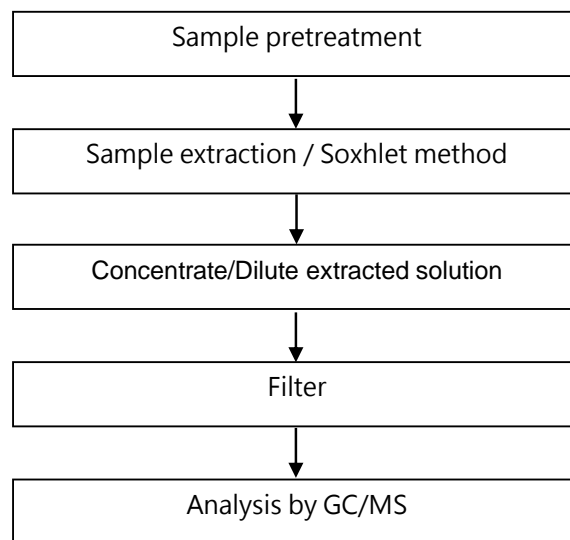 Sample pretreatment
Sample extraction / Soxhlet method
Concentrate/Dilute extracted solution
Filter
Analysis by GC/MS